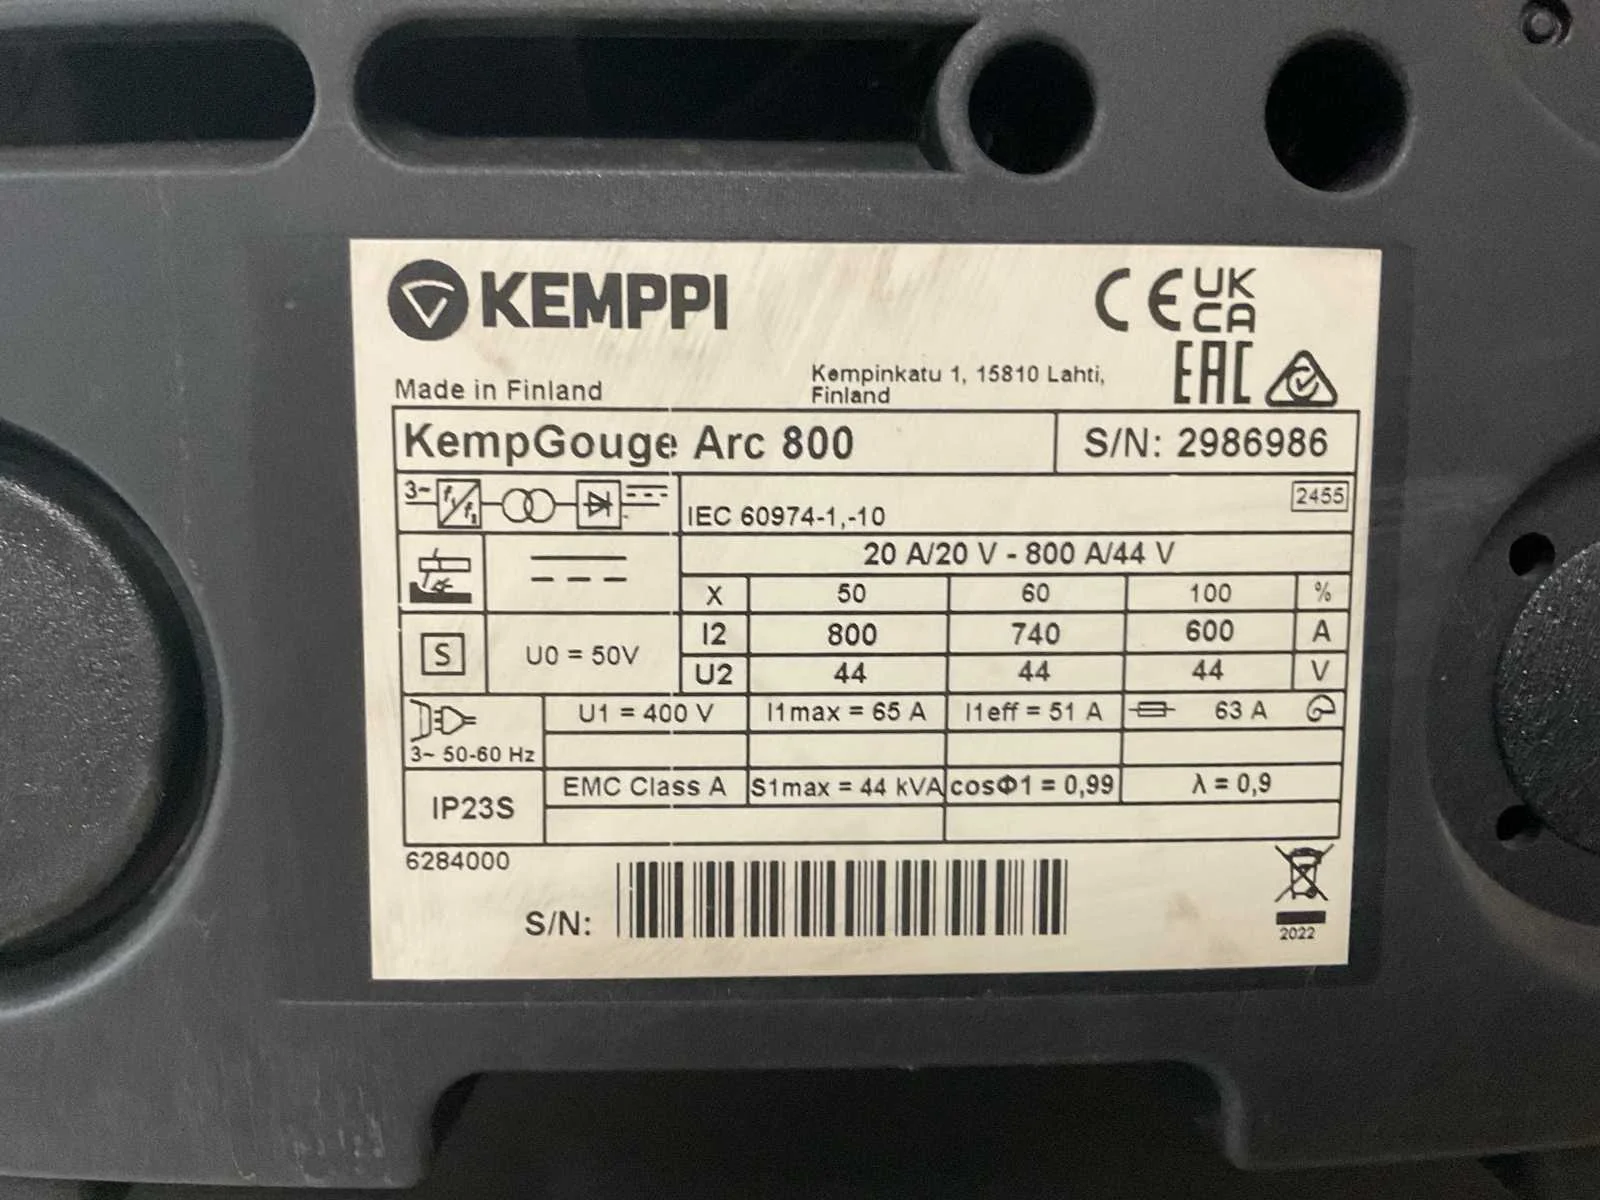 KEMPPI
CE UK
CA
EAC
Made in Finland
Kempinkatu 1, 15810 Lahti,
Finland
KempGouge Arc 800 S/N: 2986986
3~ f1/f2
IEC 60974-1,-10 2455
20 A/20 V - 800 A/44 V
X 50 60 100 %
I2 800 740 600 A
S U0 = 50V
U2 44 44 44 V
U1 = 400 V I1max = 65 A I1eff = 51 A 63 A
3~ 50-60 Hz
EMC Class A S1max = 44 kVA cosΦ1 = 0,99 λ = 0,9
IP23S
6284000
S/N:
2022